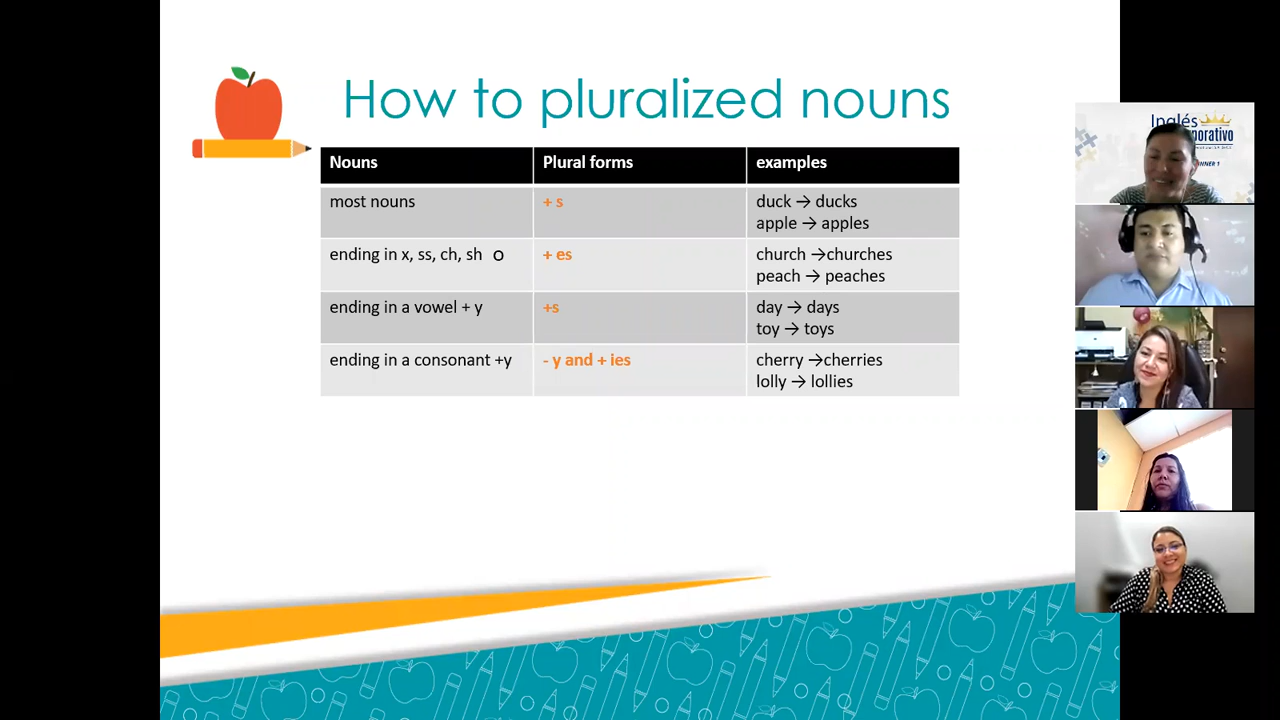 How to pluralized nouns
Nouns Plural forms examples
most nouns + s duck → ducks
apple → apples
ending in x, ss, ch, sh o + es church →churches
peach → peaches
ending in a vowel + y +s day → days
toy → toys
ending in a consonant +y - y and + ies cherry →cherries
lolly → lollies
Inglés